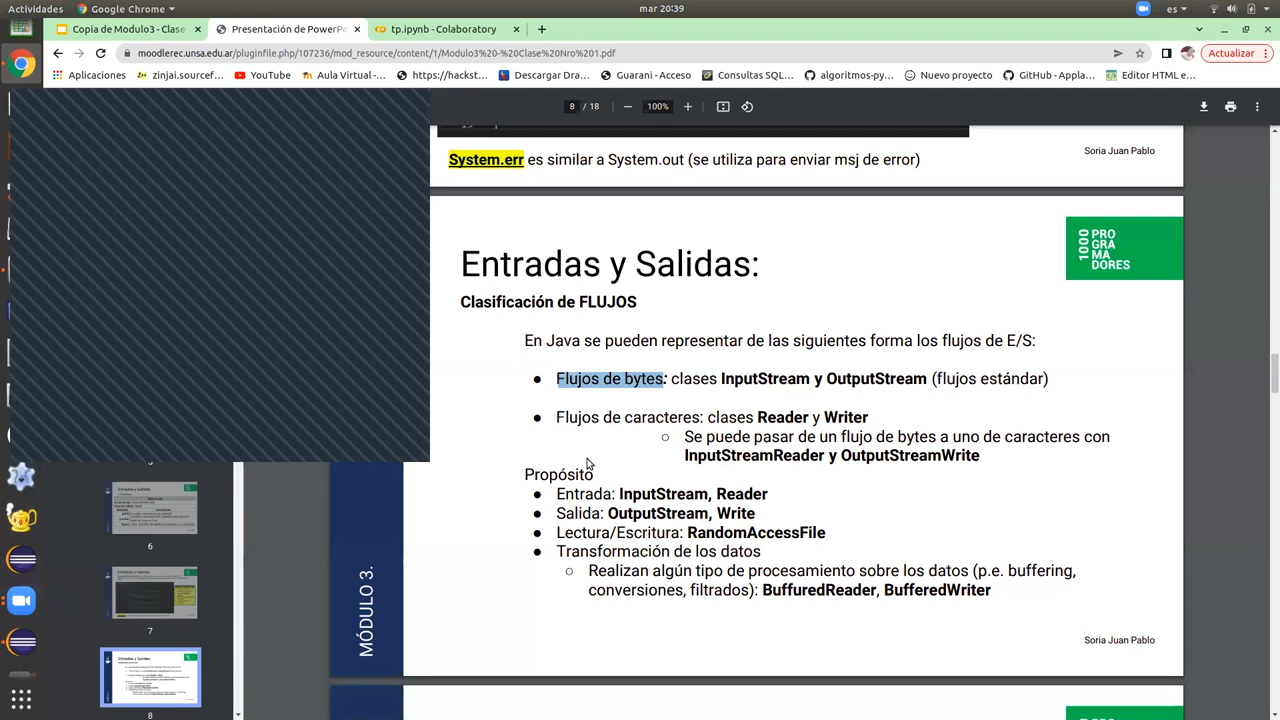 Actividades
Google Chrome
mar 20:39
es
Copia de Modulo3 - Clase
Presentación de PowerPo
tp.ipynb - Colaboratory
moodlerec.unsa.edu.ar/pluginfile.php/107236/mod_resource/content/1/Modulo3%20-%20Clase%20Nro%201.pdf
Actualizar
Aplicaciones
zinjai.sourcef...
YouTube
Aula Virtual -...
https://hackst...
Descargar Dra...
Guarani - Acceso
Consultas SQL...
algoritmos-py...
Nuevo proyecto
GitHub - Appla...
Editor HTML e...
8 / 18
100%
System.err es similar a System.out (se utiliza para enviar msj de error)
Soria Juan Pablo
1000
PRO
GRA
MA
DORES
Entradas y Salidas:
Clasificación de FLUJOS
En Java se pueden representar de las siguientes forma los flujos de E/S:
● Flujos de bytes: clases InputStream y OutputStream (flujos estándar)
● Flujos de caracteres: clases Reader y Writer
○ Se puede pasar de un flujo de bytes a uno de caracteres con
InputStreamReader y OutputStreamWrite
Propósito
● Entrada: InputStream, Reader
● Salida: OutputStream, Write
● Lectura/Escritura: RandomAccessFile
● Transformación de los datos
○ Realizan algún tipo de procesamiento sobre los datos (p.e. buffering,
conversiones, filtrados): BuffuredReader, BufferedWriter
Soria Juan Pablo
MÓDULO 3.
6
7
8